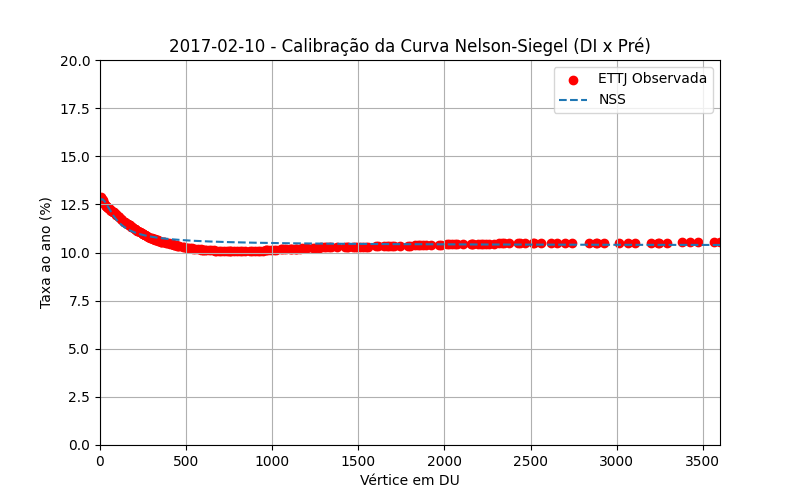 2017-02-10 - Calibração da Curva Nelson-Siegel (DI x Pré)
20.0
17.5
15.0
12.5
10.0
7.5
5.0
2.5
0.0
Taxa ao ano (%)
ETTJ Observada
NSS
0 500 1000 1500 2000 2500 3000 3500
Vértice em DU